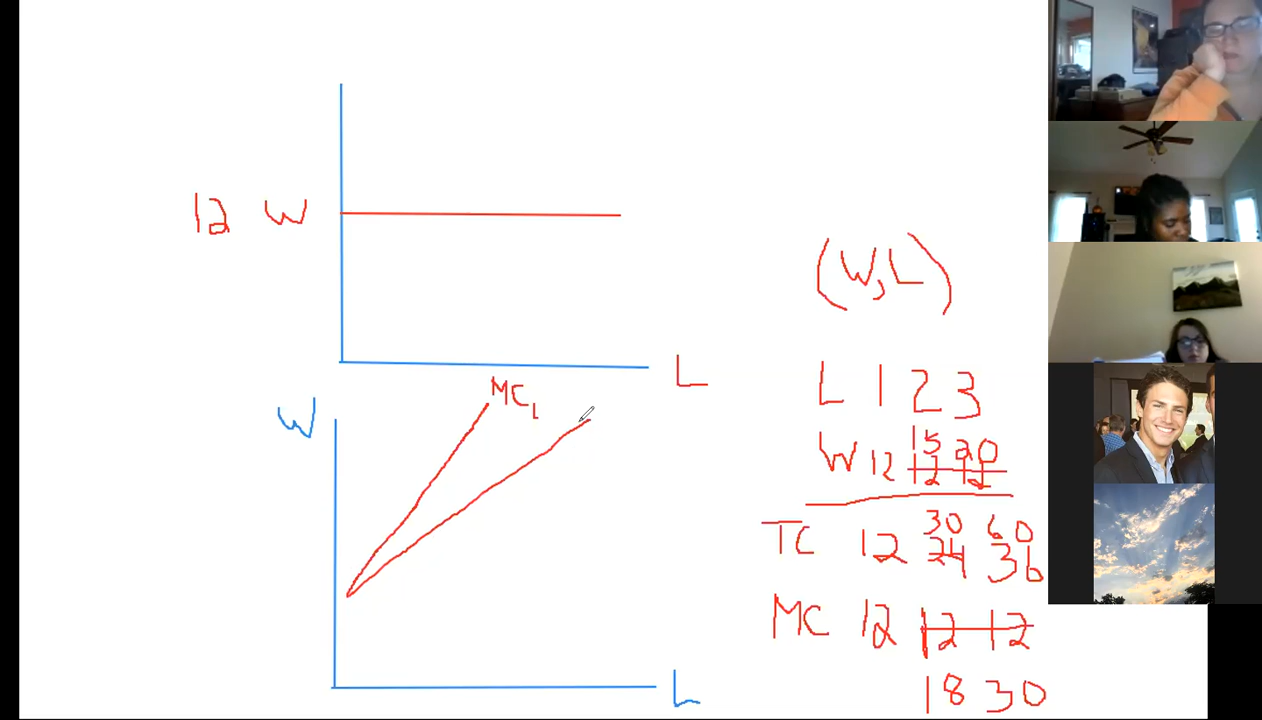 12 W
L
W
MC L
L
(W,L)
L 1 2 3
15 20
W 12 12 12
30 60
TC 12 24 36
MC 12 12 12
18 30